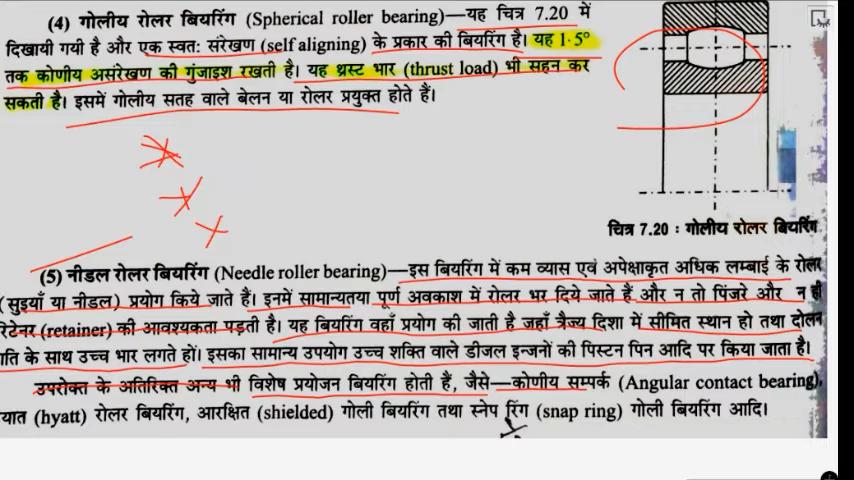 (4) गोलीय रोलर बियरिंग (Spherical roller bearing)—यह चित्र 7.20 में
दिखायी गयी है और एक स्वतः संरेखण (self aligning) के प्रकार की बियरिंग है। यह 1·5°
तक कोणीय असंरेखण की गुंजाइश रखती है। यह थ्रस्ट भार (thrust load) भी सहन कर
सकती है। इसमें गोलीय सतह वाले बेलन या रोलर प्रयुक्त होते हैं।
चित्र 7.20 : गोलीय रोलर बियरिंग
(5) नीडल रोलर बियरिंग (Needle roller bearing)—इस बियरिंग में कम व्यास एवं अपेक्षाकृत अधिक लम्बाई के रोलर
(सुइयाँ या नीडल) प्रयोग किये जाते हैं। इनमें सामान्यतया पूर्ण अवकाश में रोलर भर दिये जाते हैं और न तो पिंजरे और न ही
रिटेनर (retainer) की आवश्यकता पड़ती है। यह बियरिंग वहाँ प्रयोग की जाती है जहाँ त्रैज्य दिशा में सीमित स्थान हो तथा दोलन
गति के साथ उच्च भार लगते हों। इसका सामान्य उपयोग उच्च शक्ति वाले डीजल इन्जनों की पिस्टन पिन आदि पर किया जाता है।
उपरोक्त के अतिरिक्त अन्य भी विशेष प्रयोजन बियरिंग होती हैं, जैसे—कोणीय सम्पर्क (Angular contact bearing),
यात (hyatt) रोलर बियरिंग, आरक्षित (shielded) गोली बियरिंग तथा स्नेप रिंग (snap ring) गोली बियरिंग आदि।